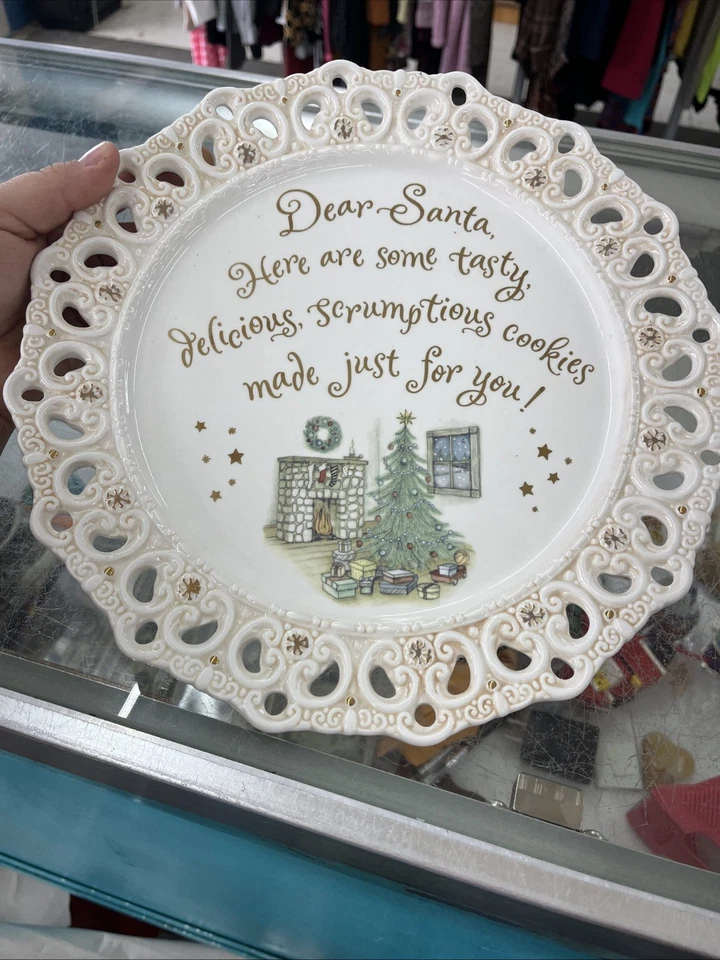 Dear Santa,
Here are some tasty,
delicious, scrumptious cookies
made just for you!